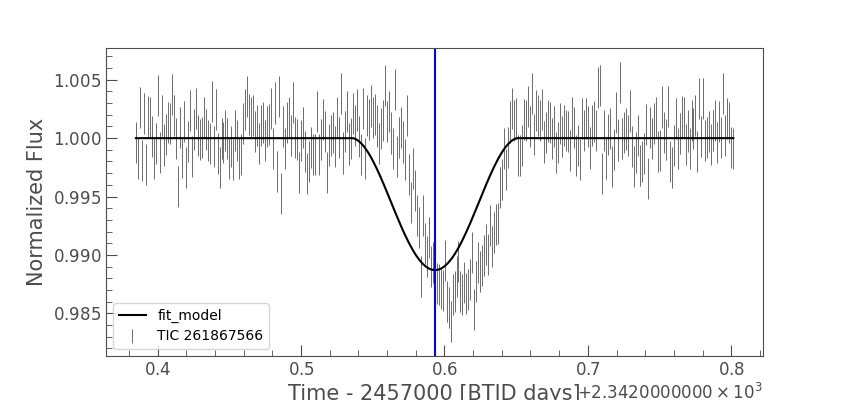 Normalized Flux
1.005
1.000
0.995
0.990
0.985
fit_model
TIC 261867566
0.4
0.5
0.6
0.7
0.8
Time - 2457000 [BTJD days]
+2.3420000000 × 10³